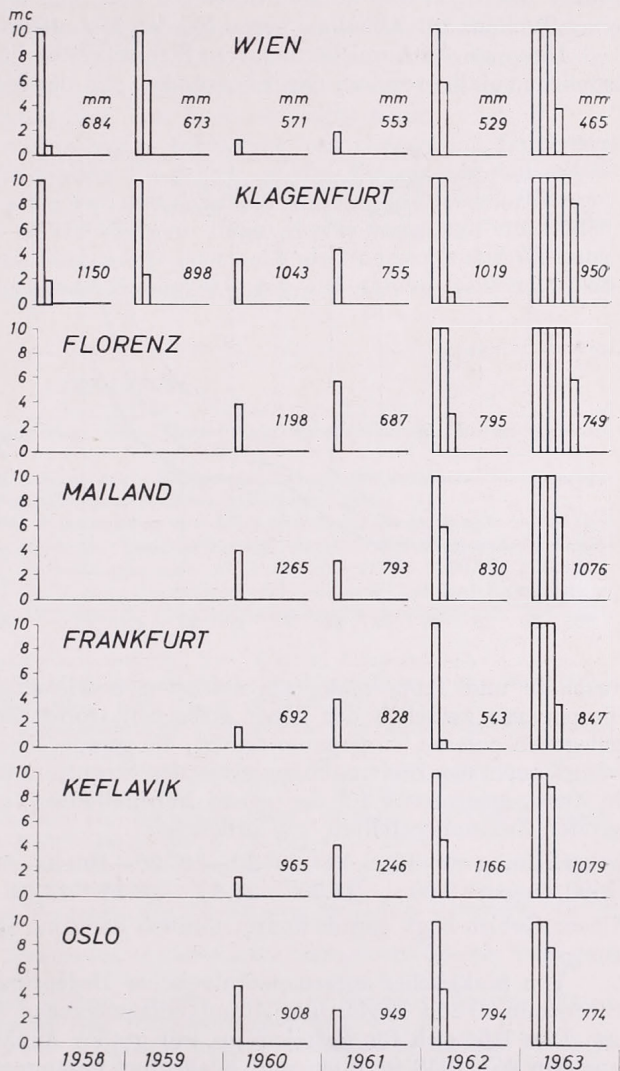 mc
10
8
6
4
2
0
WIEN
mm mm mm mm mm mm
684 673 571 553 529 465
10
8
6
4
2
0
KLAGENFURT
1150 898 1043 755 1019 950
10
8
6
4
2
0
FLORENZ
1198 687 795 749
10
8
6
4
2
0
MAILAND
1265 793 830 1076
10
8
6
4
2
0
FRANKFURT
692 828 543 847
10
8
6
4
2
0
KEFLAVIK
965 1246 1166 1079
10
8
6
4
2
0
OSLO
908 949 794 774
1958 1959 1960 1961 1962 1963